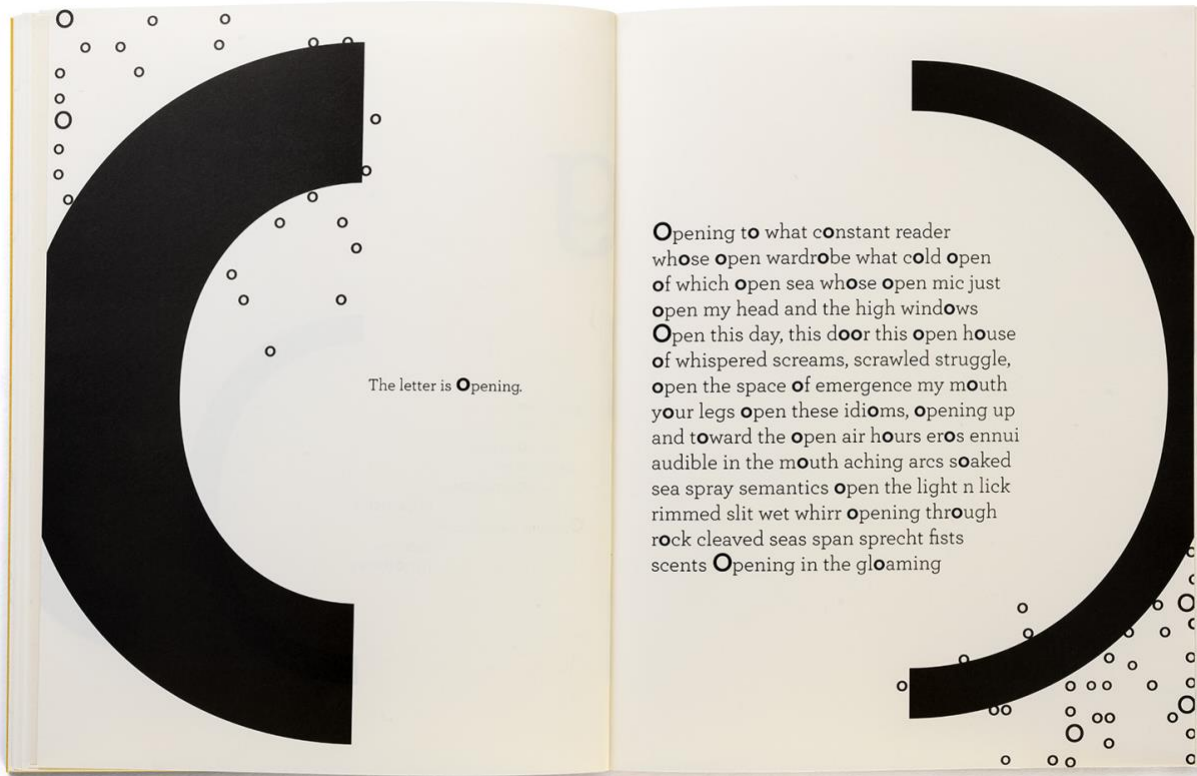 The letter is Opening.
Opening to what constant reader
whose open wardrobe what cold open
of which open sea whose open mic just
open my head and the high windows
Open this day, this door this open house
of whispered screams, scrawled struggle,
open the space of emergence my mouth
your legs open these idioms, opening up
and toward the open air hours eros ennui
audible in the mouth aching arcs soaked
sea spray semantics open the light n lick
rimmed slit wet whirr opening through
rock cleaved seas span sprecht fists
scents Opening in the gloaming